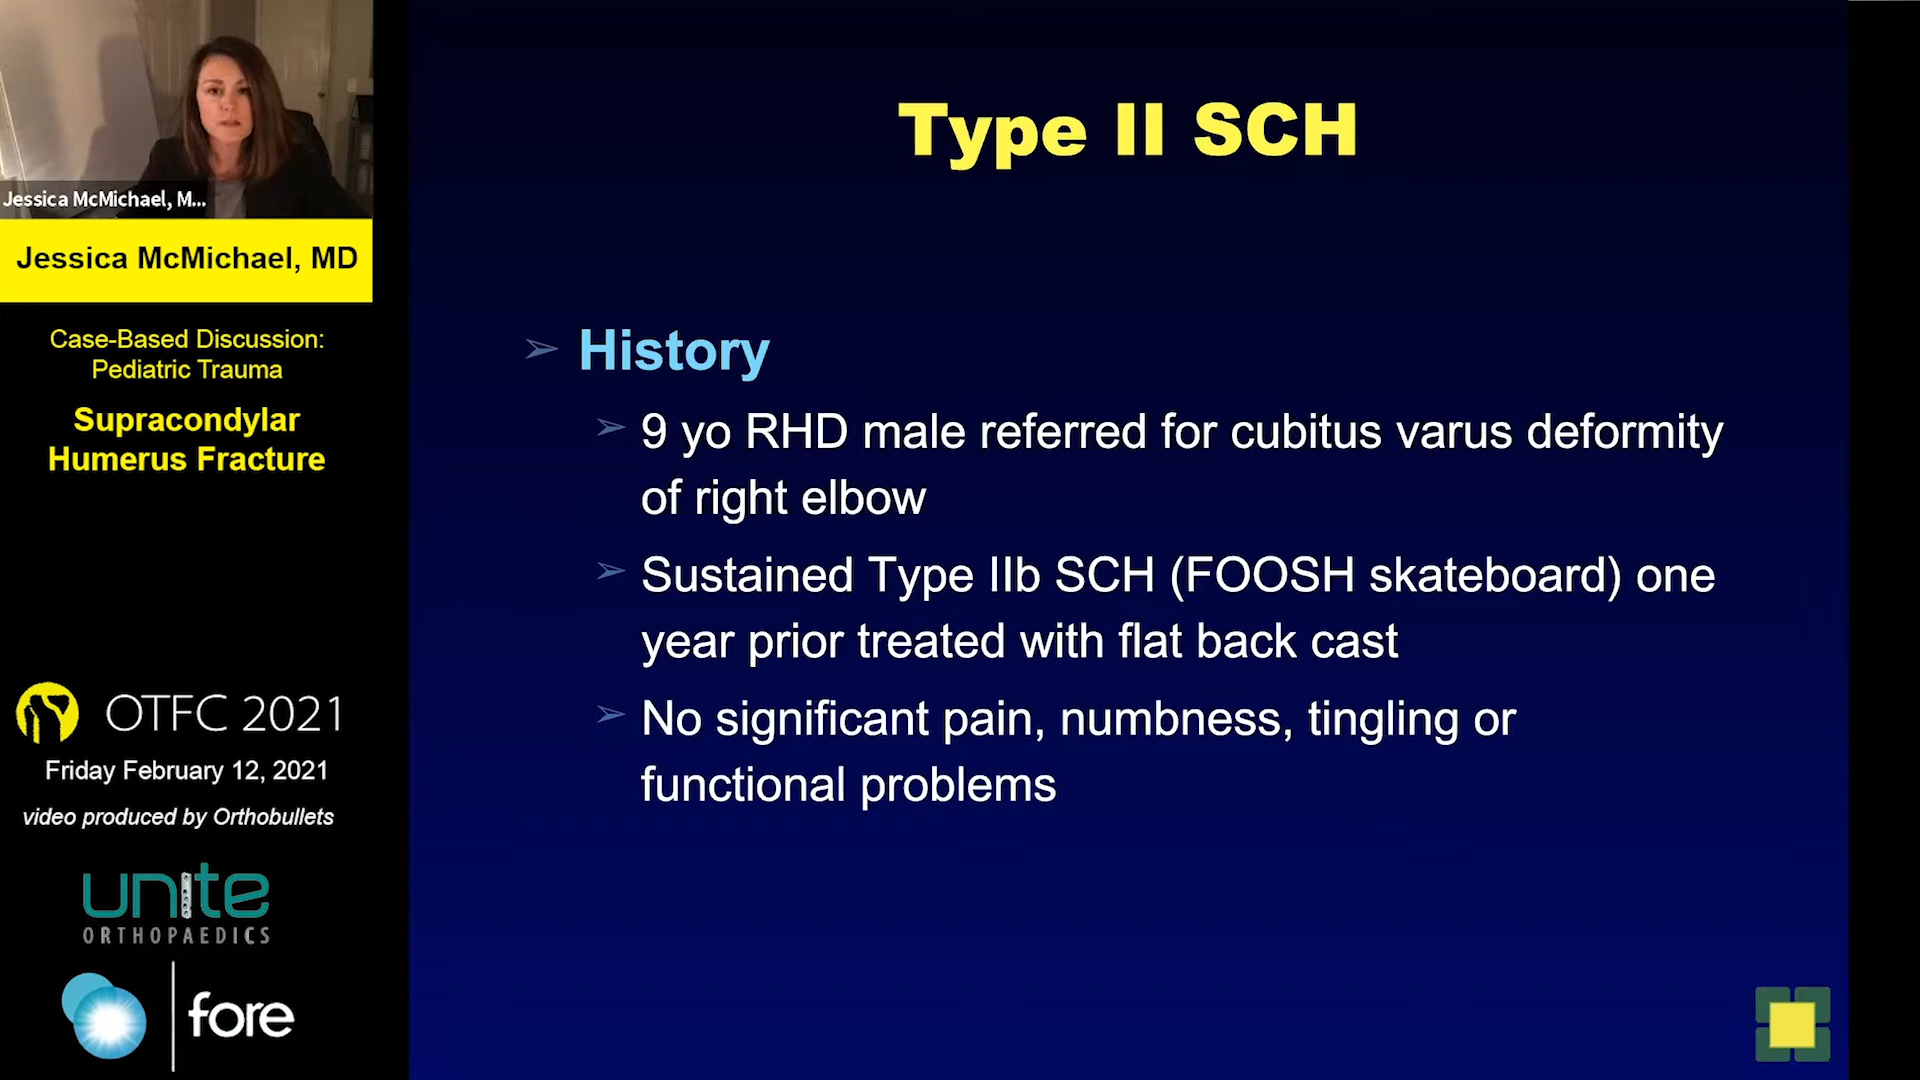 Jessica McMichael, M...
Jessica McMichael, MD
Case-Based Discussion:
Pediatric Trauma
Supracondylar
Humerus Fracture
OTFC 2021
Friday February 12, 2021
video produced by Orthobullets
unite
ORTHOPAEDICS
fore
Type II SCH
➢ History
➢ 9 yo RHD male referred for cubitus varus deformity
of right elbow
➢ Sustained Type IIb SCH (FOOSH skateboard) one
year prior treated with flat back cast
➢ No significant pain, numbness, tingling or
functional problems